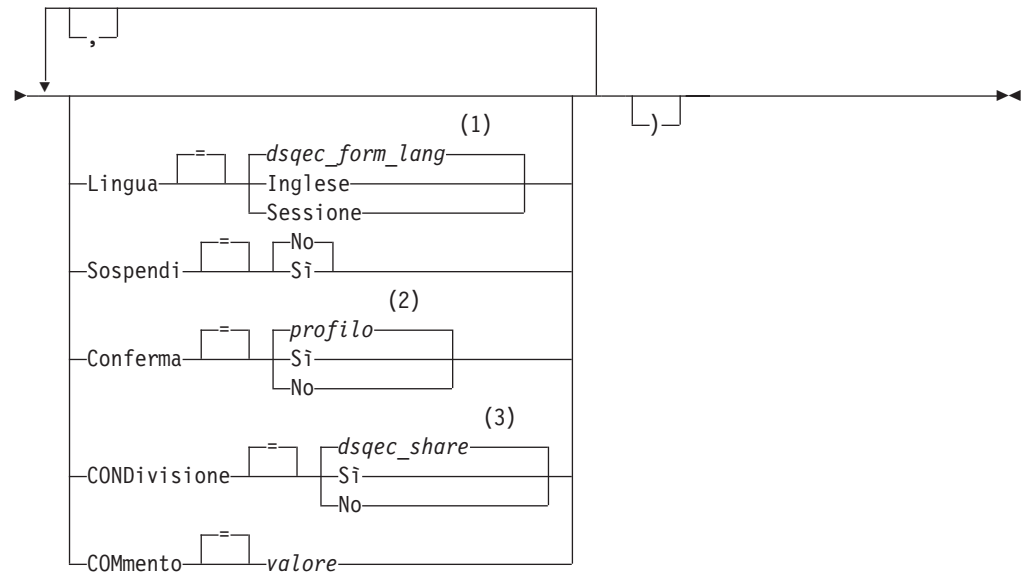 ,
)
(1)
= dsqec_form_lang
Lingua Inglese
Sessione
= No
Sospendi Sì
(2)
= profilo
Conferma Sì
No
(3)
= dsqec_share
CONDivisione Sì
No
=
COMmento valore